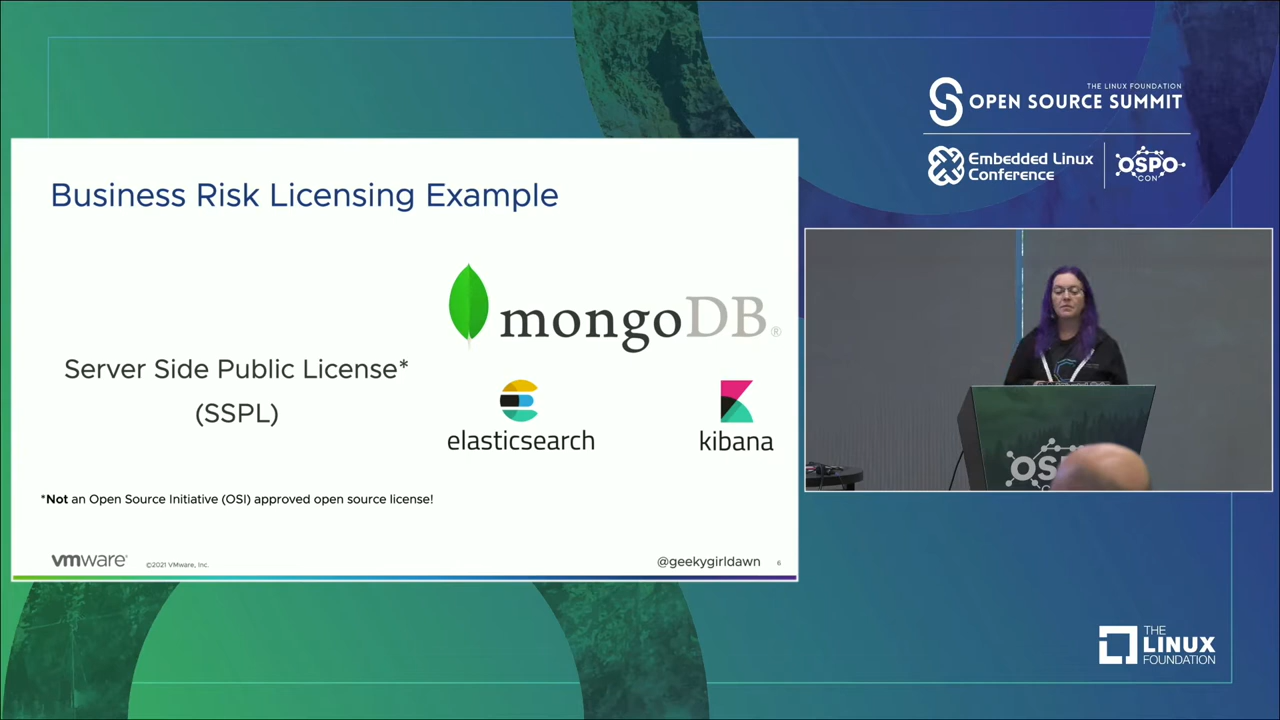 THE LINUX FOUNDATION
OPEN SOURCE SUMMIT
Embedded Linux
Conference
OSPO
CON
Business Risk Licensing Example
mongoDB®
Server Side Public License*
(SSPL)
elasticsearch
kibana
*Not an Open Source Initiative (OSI) approved open source license!
vmware®
©2021 VMware, Inc.
@geekygirldawn
6
THE
LINUX
FOUNDATION